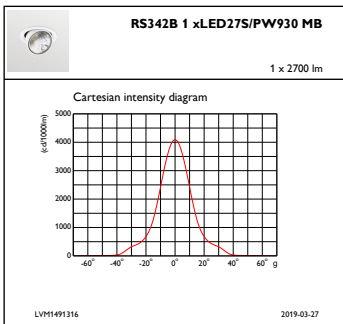 RS342B 1 xLED27S/PW930 MB
1 x 2700 lm
Cartesian intensity diagram
(cd/1000lm)
5000
4000
3000
2000
1000
0
-60° -40° -20° 0° 20° 40° 60° g
LVM1491316 2019-03-27